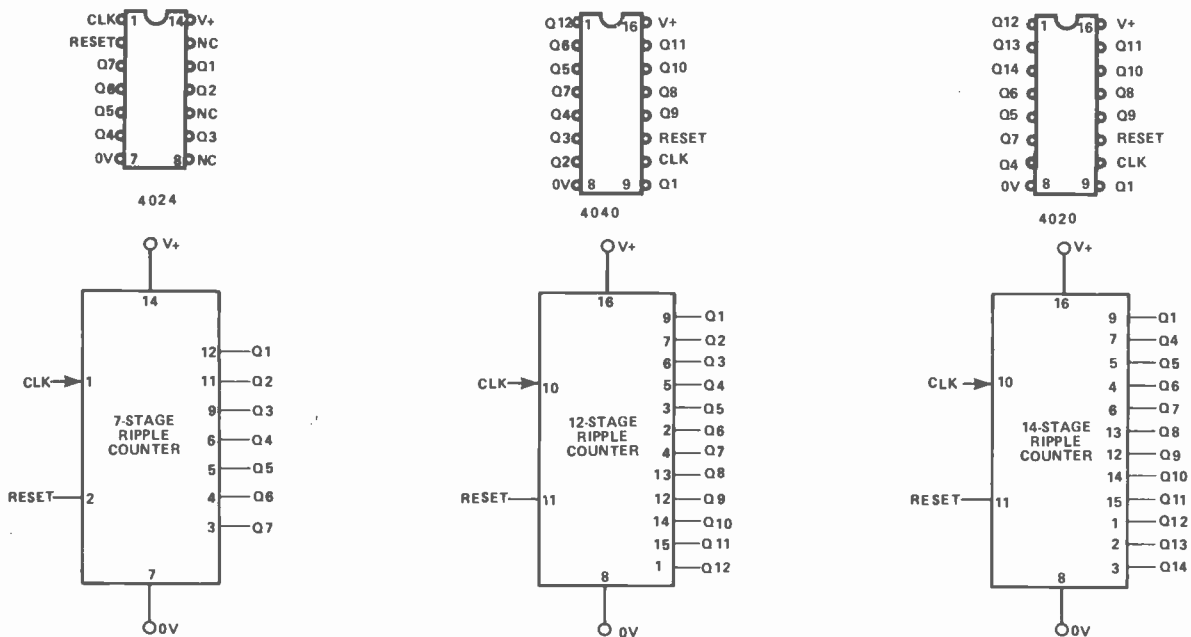 CLK 1 14 V+
RESET NC
Q7 Q1
Q6 Q2
Q5 NC
Q4 Q3
0V 7 8 NC
4024
Q12 1 16 V+
Q6 Q11
Q5 Q10
Q7 Q8
Q4 Q9
Q3 RESET
Q2 CLK
0V 8 9 Q1
4040
Q12 1 16 V+
Q13 Q11
Q14 Q10
Q6 Q8
Q5 Q9
Q7 RESET
Q4 CLK
0V 8 9 Q1
4020
V+
14
12 Q1
CLK 1 11 Q2
9 Q3
7-STAGE
RIPPLE
COUNTER
6 Q4
5 Q5
RESET 2 4 Q6
3 Q7
7
0V
V+
16
9 Q1
7 Q2
6 Q3
CLK 10 5 Q4
3 Q5
12-STAGE
RIPPLE
COUNTER
2 Q6
4 Q7
13 Q8
RESET 11 12 Q9
14 Q10
15 Q11
1 Q12
8
0V
V+
16
9 Q1
7 Q4
5 Q5
CLK 10 4 Q6
6 Q7
14-STAGE
RIPPLE
COUNTER
13 Q8
12 Q9
14 Q10
RESET 11 15 Q11
1 Q12
2 Q13
3 Q14
8
0V